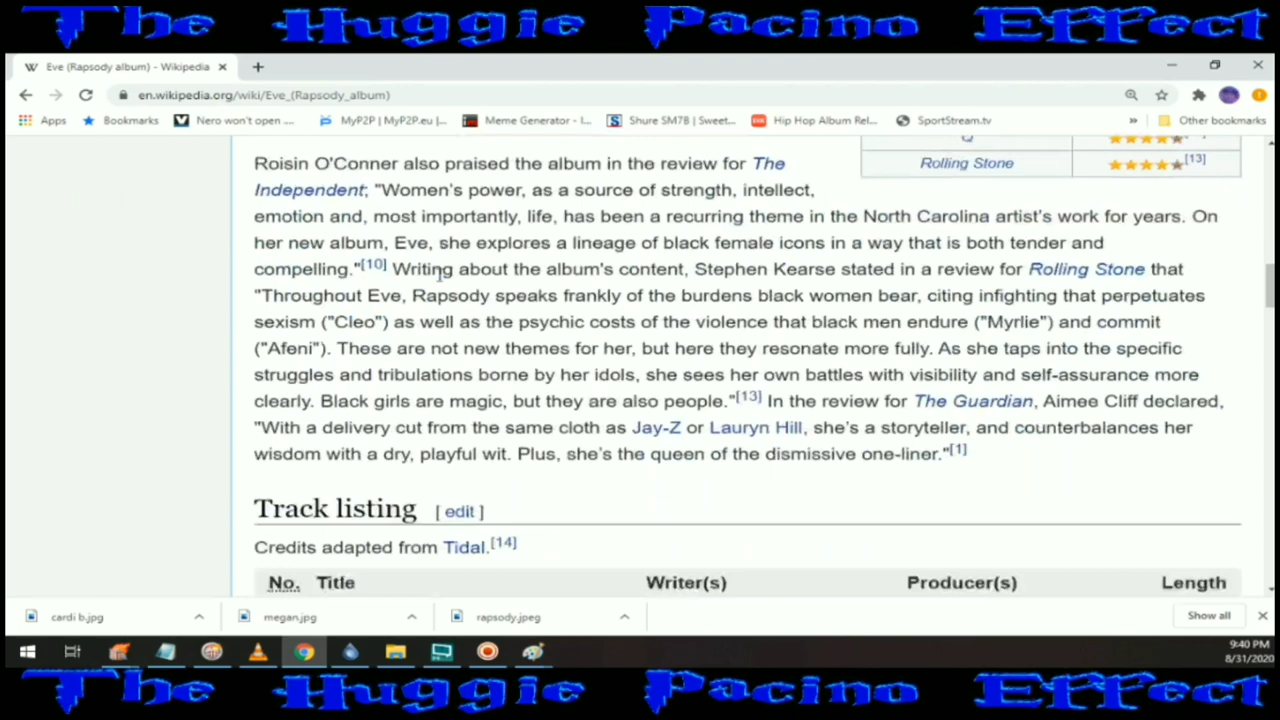 The Huggie Pacino Effect
Eve (Rapsody album) - Wikipedia
en.wikipedia.org/wiki/Eve_(Rapsody_album)
Apps Bookmarks Nero won't open .... MyP2P | MyP2P.eu |... Meme Generator - I... Shure SM7B | Sweet... Hip Hop Album Rel... SportStream.tv » Other bookmarks
Q
Roisin O'Conner also praised the album in the review for The
Rolling Stone [13]
Independent; "Women's power, as a source of strength, intellect,
emotion and, most importantly, life, has been a recurring theme in the North Carolina artist's work for years. On
her new album, Eve, she explores a lineage of black female icons in a way that is both tender and
compelling."[10] Writing about the album's content, Stephen Kearse stated in a review for Rolling Stone that
"Throughout Eve, Rapsody speaks frankly of the burdens black women bear, citing infighting that perpetuates
sexism ("Cleo") as well as the psychic costs of the violence that black men endure ("Myrlie") and commit
("Afeni"). These are not new themes for her, but here they resonate more fully. As she taps into the specific
struggles and tribulations borne by her idols, she sees her own battles with visibility and self-assurance more
clearly. Black girls are magic, but they are also people."[13] In the review for The Guardian, Aimee Cliff declared,
"With a delivery cut from the same cloth as Jay-Z or Lauryn Hill, she's a storyteller, and counterbalances her
wisdom with a dry, playful wit. Plus, she's the queen of the dismissive one-liner."[1]
Track listing [ edit ]
Credits adapted from Tidal.[14]
No. Title Writer(s) Producer(s) Length
cardi b.jpg megan.jpg rapsody.jpeg Show all
9:40 PM
8/31/2020
The Huggie Pacino Effect